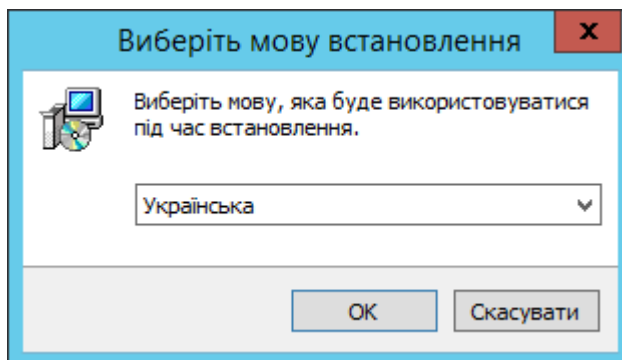 Виберіть мову встановлення
Виберіть мову, яка буде використовуватися
під час встановлення.
Українська
OK
Скасувати